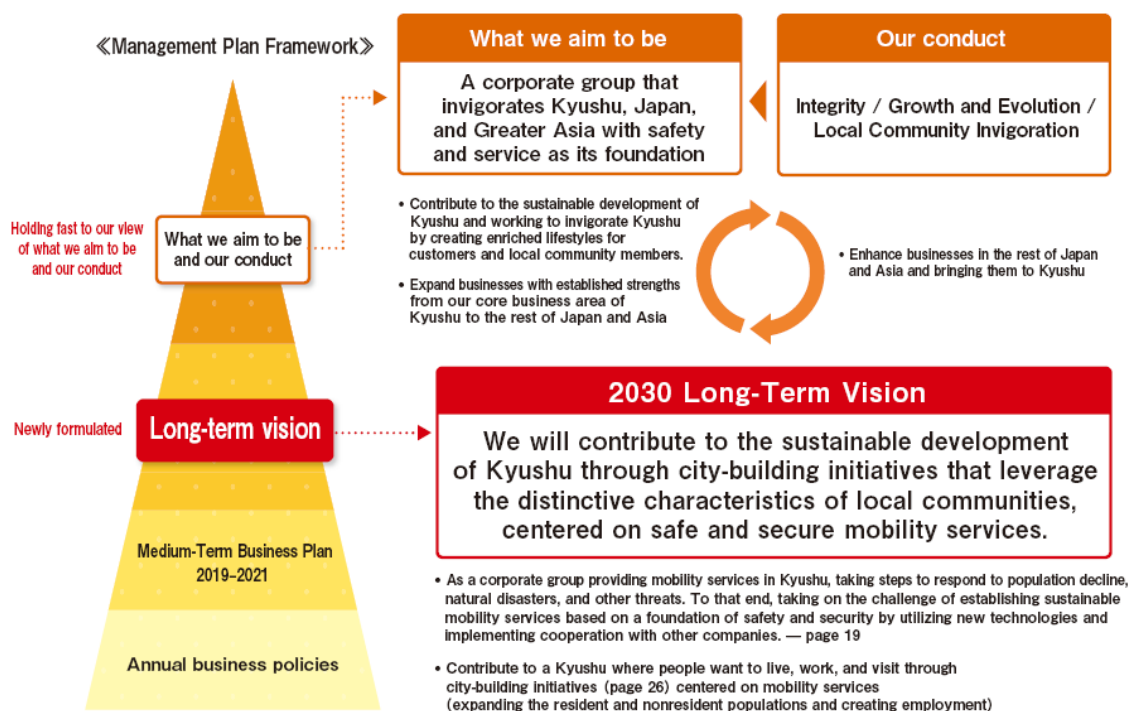 ≪Management Plan Framework≫
What we aim to be
A corporate group that
invigorates Kyushu, Japan,
and Greater Asia with safety
and service as its foundation
Our conduct
Integrity / Growth and Evolution /
Local Community Invigoration
Holding fast to our view
of what we aim to be
and our conduct
What we aim to be
and our conduct
• Contribute to the sustainable development of
Kyushu and working to invigorate Kyushu
by creating enriched lifestyles for
customers and local community members.
• Expand businesses with established strengths
from our core business area of
Kyushu to the rest of Japan and Asia
• Enhance businesses in the rest of Japan
and Asia and bringing them to Kyushu
Newly formulated
Long-term vision
2030 Long-Term Vision
We will contribute to the sustainable development
of Kyushu through city-building initiatives that leverage
the distinctive characteristics of local communities,
centered on safe and secure mobility services.
Medium-Term Business Plan
2019–2021
Annual business policies
• As a corporate group providing mobility services in Kyushu, taking steps to respond to population decline,
natural disasters, and other threats. To that end, taking on the challenge of establishing sustainable
mobility services based on a foundation of safety and security by utilizing new technologies and
implementing cooperation with other companies. — page 19
• Contribute to a Kyushu where people want to live, work, and visit through
city-building initiatives (page 26) centered on mobility services
(expanding the resident and nonresident populations and creating employment)